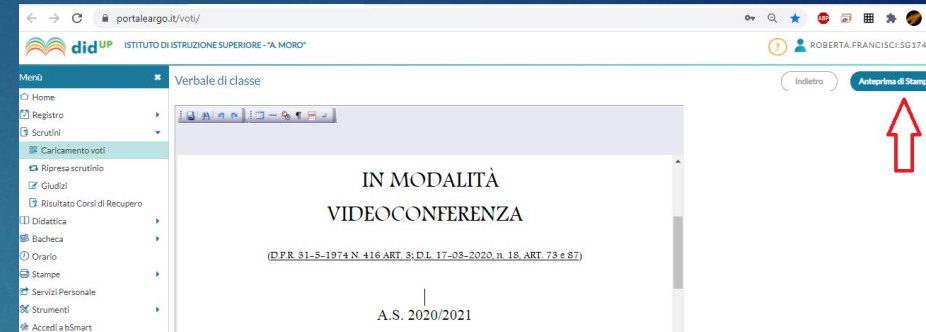 portaleargo.it/voti/
did UP ISTITUTO DI ISTRUZIONE SUPERIORE - "A. MORO"
? ROBERTA.FRANCISCI.SG174
Menù
Verbale di classe
Indietro
Anteprima di Stamp
Home
Registro
Scrutini
Caricamento voti
Ripresa scrutinio
Giudizi
Risultato Corsi di Recupero
Didattica
Bacheca
Orario
Stampe
Servizi Personale
Strumenti
Accedi a bSmart
IN MODALITÀ
VIDEOCONFERENZA
(D.P.R. 31-5-1974 N. 416 ART. 3; D.L. 17-03-2020, n. 18, ART. 73 e 87)
A.S. 2020/2021